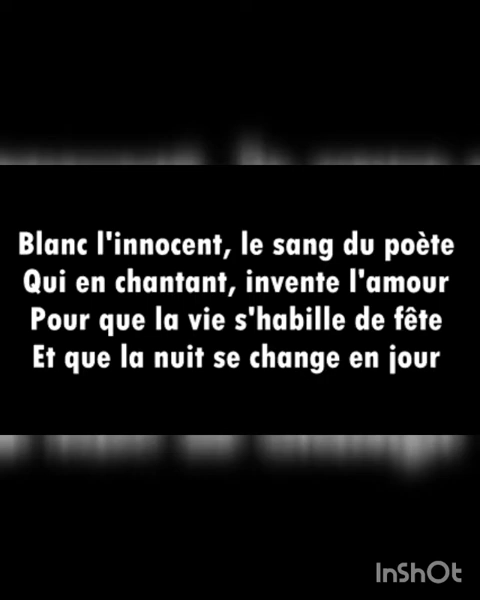 Blanc l'innocent, le sang du poète
Qui en chantant, invente l'amour
Pour que la vie s'habille de fête
Et que la nuit se change en jour
InShOt